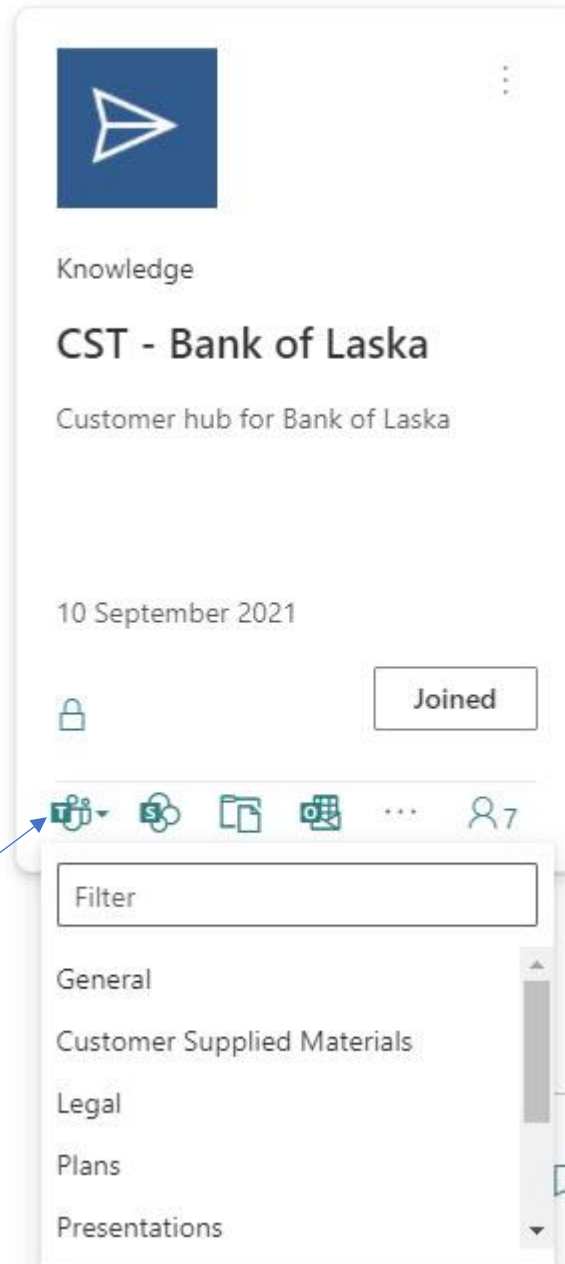 Knowledge
CST - Bank of Laska
Customer hub for Bank of Laska
10 September 2021
Joined
T S O 7
Filter
General
Customer Supplied Materials
Legal
Plans
Presentations